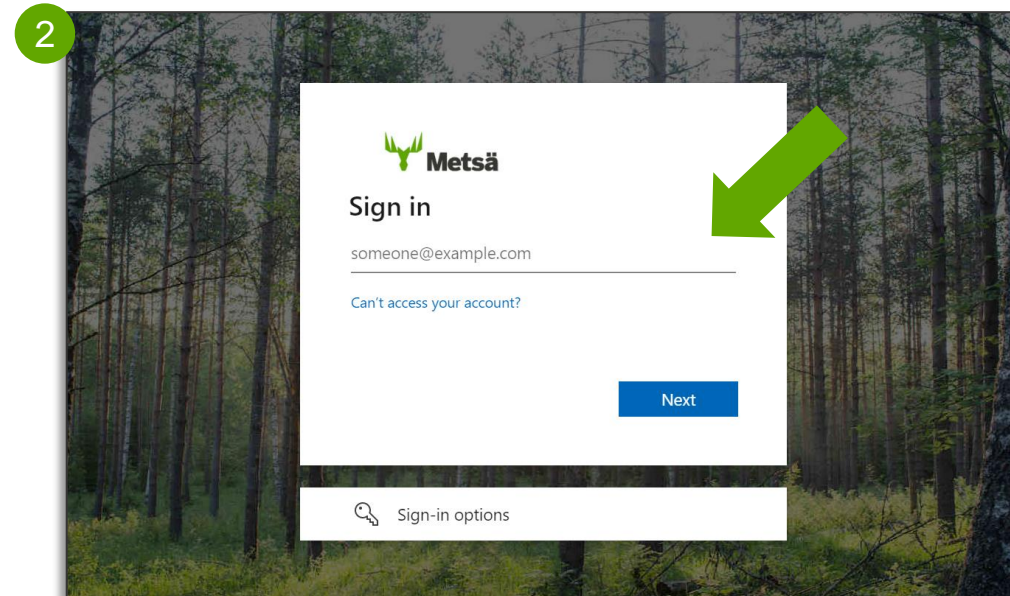 2
Metsä
Sign in
someone@example.com
Can't access your account?
Next
Sign-in options